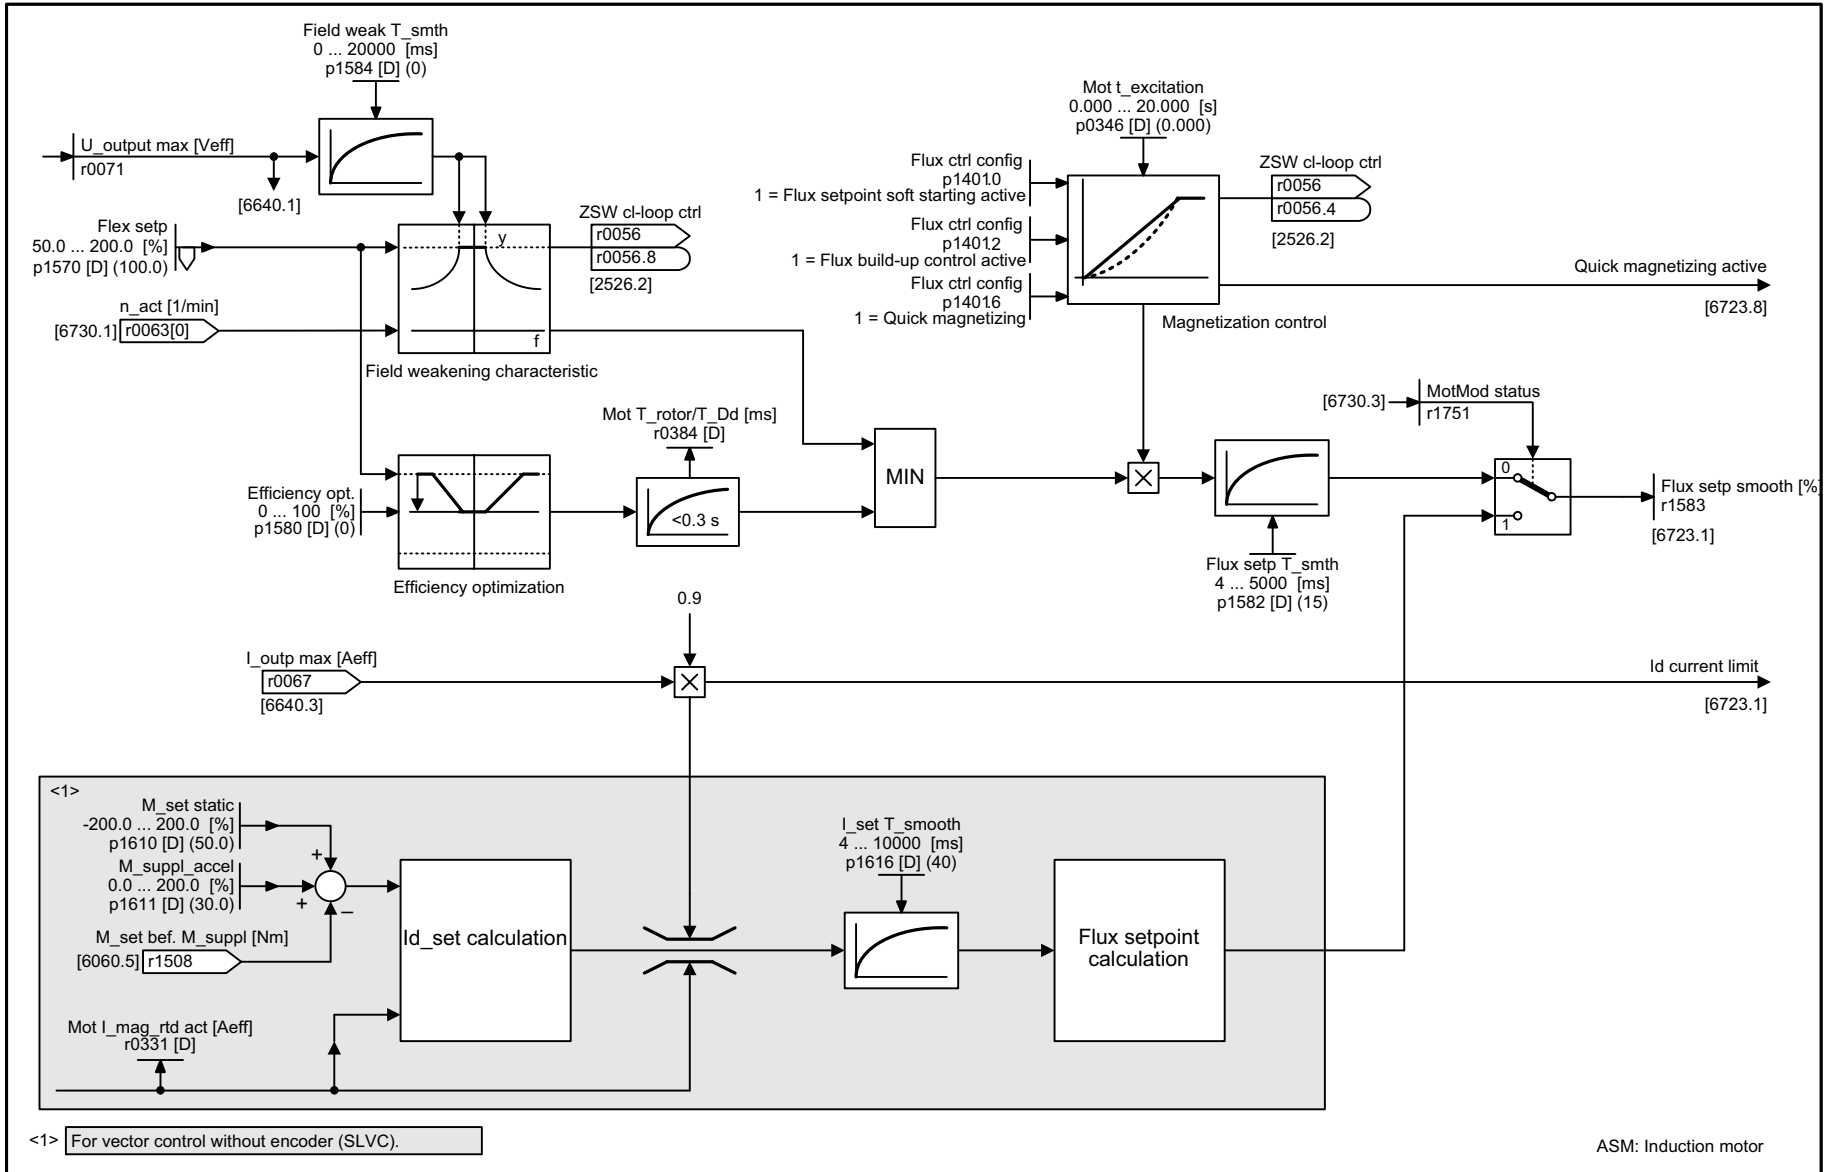 Field weak T_smth
0 ... 20000 [ms]
p1584 [D] (0)
U_output max [Veff]
r0071
[6640.1]
Flex setp
50.0 ... 200.0 [%]
p1570 [D] (100.0)
n_act [1/min]
[6730.1]
r0063[0]
y
f
Field weakening characteristic
ZSW cl-loop ctrl
r0056
r0056.8
[2526.2]
Mot t_excitation
0.000 ... 20.000 [s]
p0346 [D] (0.000)
Flux ctrl config
p1401.0
1 = Flux setpoint soft starting active
Flux ctrl config
p1401.2
1 = Flux build-up control active
Flux ctrl config
p1401.6
1 = Quick magnetizing
Magnetization control
ZSW cl-loop ctrl
r0056
r0056.4
[2526.2]
Quick magnetizing active
[6723.8]
Efficiency opt.
0 ... 100 [%]
p1580 [D] (0)
Efficiency optimization
Mot T_rotor/T_Dd [ms]
r0384 [D]
<0.3 s
MIN
Flux setp T_smth
4 ... 5000 [ms]
p1582 [D] (15)
[6730.3]
MotMod status
r1751
0
1
Flux setp smooth [%]
r1583
[6723.1]
0.9
I_outp max [Aeff]
r0067
[6640.3]
Id current limit
[6723.1]
<1>
M_set static
-200.0 ... 200.0 [%]
p1610 [D] (50.0)
M_suppl_accel
0.0 ... 200.0 [%]
p1611 [D] (30.0)
+
+
–
M_set bef. M_suppl [Nm]
[6060.5]
r1508
Mot I_mag_rtd act [Aeff]
r0331 [D]
Id_set calculation
I_set T_smooth
4 ... 10000 [ms]
p1616 [D] (40)
Flux setpoint
calculation
<1> For vector control without encoder (SLVC).
ASM: Induction motor